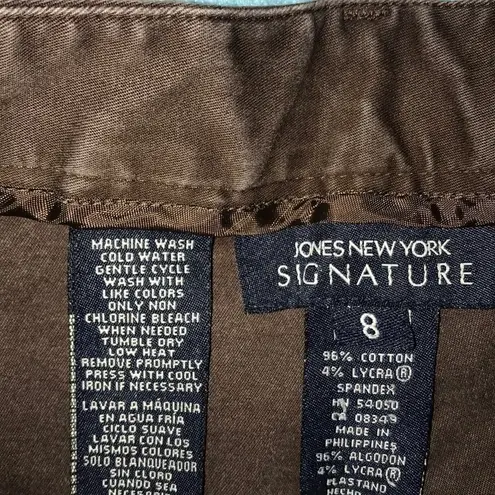 MACHINE WASH
COLD WATER
GENTLE CYCLE
WASH WITH
LIKE COLORS
ONLY NON
CHLORINE BLEACH
WHEN NEEDED
TUMBLE DRY
LOW HEAT
REMOVE PROMPTLY
PRESS WITH COOL
IRON IF NECESSARY
LAVAR A MÁQUINA
EN AGUA FRÍA
CICLO SUAVE
LAVAR CON LOS
MISMOS COLORES
SOLO BLANQUEADOR
SIN CLORO
CUANDO SEA
NECESARIO
JONES NEW YORK
SIGNATURE
8
96% COTTON
4% LYCRA®
SPANDEX
RN 54050
CA 08349
MADE IN
PHILIPPINES
96% ALGODON
4% LYCRA®
ELASTANO
HECHO EN